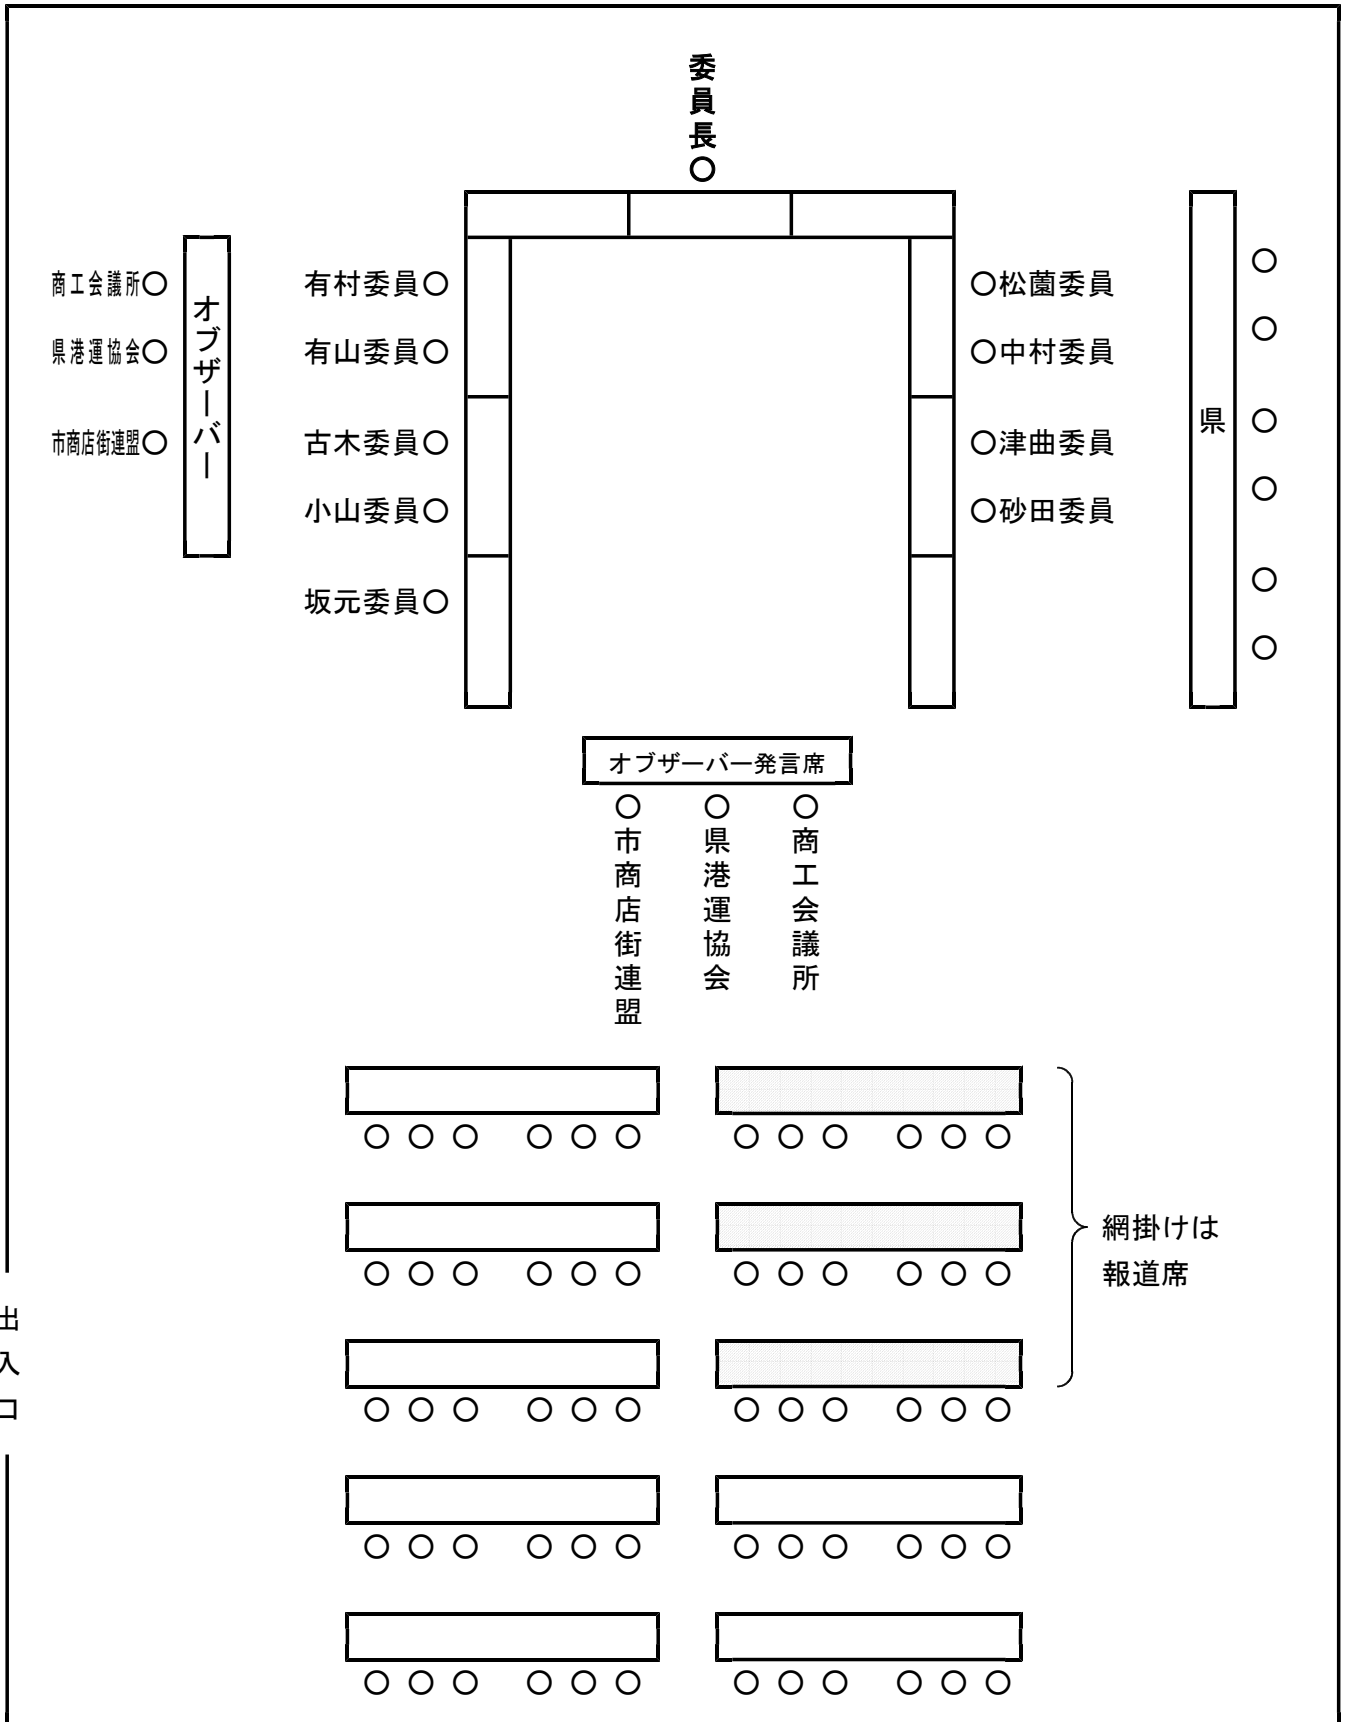 委員長○
商工会議所○
県港運協会○
市商店街連盟○
オブザーバー
有村委員○
有山委員○
古木委員○
小山委員○
坂元委員○
○松薗委員
○中村委員
○津曲委員
○砂田委員
県
オブザーバー発言席
○市商店街連盟
○県港運協会
○商工会議所
網掛けは
報道席
出入口